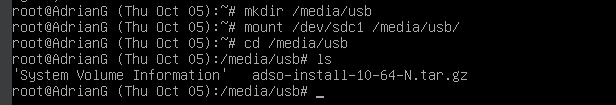 root@AdrianG (Thu Oct 05):~# mkdir /media/usb
root@AdrianG (Thu Oct 05):~# mount /dev/sdc1 /media/usb/
root@AdrianG (Thu Oct 05):~# cd /media/usb
root@AdrianG (Thu Oct 05):/media/usb# ls
'System Volume Information'   adso-install-10-64-N.tar.gz
root@AdrianG (Thu Oct 05):/media/usb# _